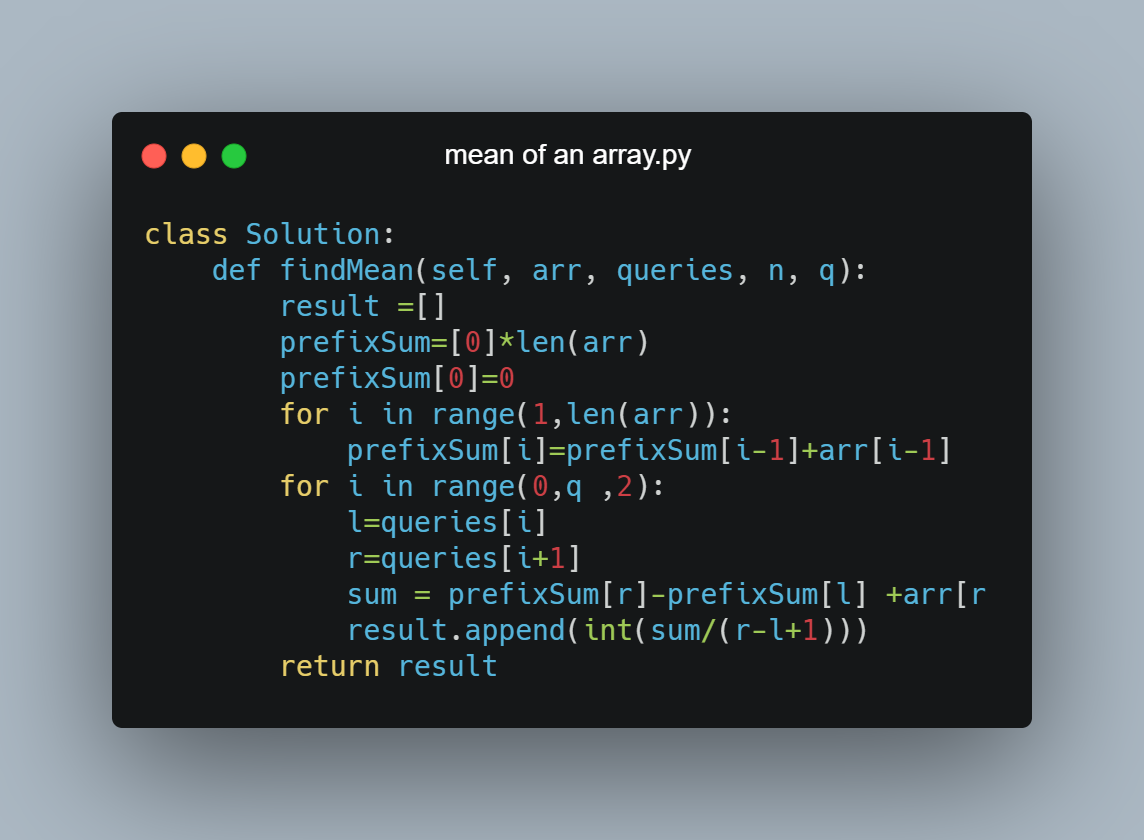 mean of an array.py
class Solution:
    def findMean(self, arr, queries, n, q):
        result =[]
        prefixSum=[0]*len(arr)
        prefixSum[0]=0
        for i in range(1,len(arr)):
            prefixSum[i]=prefixSum[i-1]+arr[i-1]
        for i in range(0,q ,2):
            l=queries[i]
            r=queries[i+1]
            sum = prefixSum[r]-prefixSum[l] +arr[r
            result.append(int(sum/(r-l+1)))
        return result